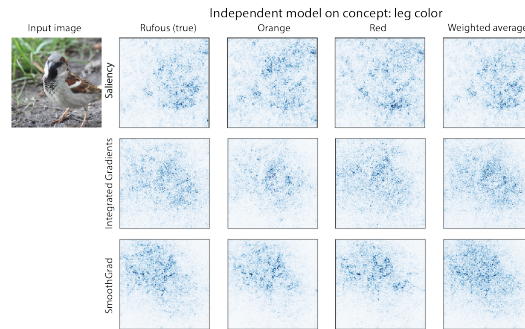 Independent model on concept: leg color
Input image
Rufous (true)
Orange
Red
Weighted average
Saliency
Integrated Gradients
SmoothGrad